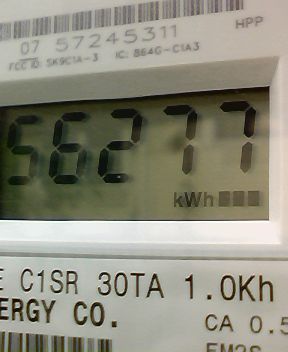 HPP
07 57245311
FCC ID: SK9C1A-3 IC: 864G-C1A3
56277
kWh
E C1SR 30TA 1.0Kh
ERGY CO.
CA 0.5
EM2S